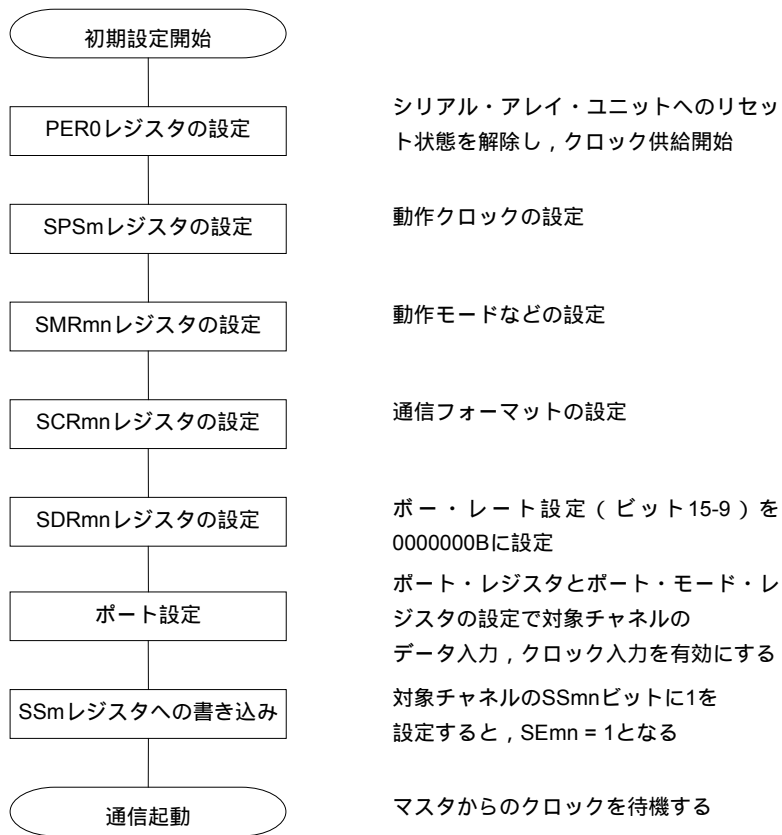 初期設定開始
PER0レジスタの設定
シリアル・アレイ・ユニットへのリセッ
ト状態を解除し，クロック供給開始
SPSmレジスタの設定
動作クロックの設定
SMRmnレジスタの設定
動作モードなどの設定
SCRmnレジスタの設定
通信フォーマットの設定
SDRmnレジスタの設定
ボー・レート設定（ビット15-9）を
0000000Bに設定
ポート設定
ポート・レジスタとポート・モード・レ
ジスタの設定で対象チャネルの
データ入力，クロック入力を有効にする
SSmレジスタへの書き込み
対象チャネルのSSmnビットに1を
設定すると，SEmn = 1となる
通信起動
マスタからのクロックを待機する